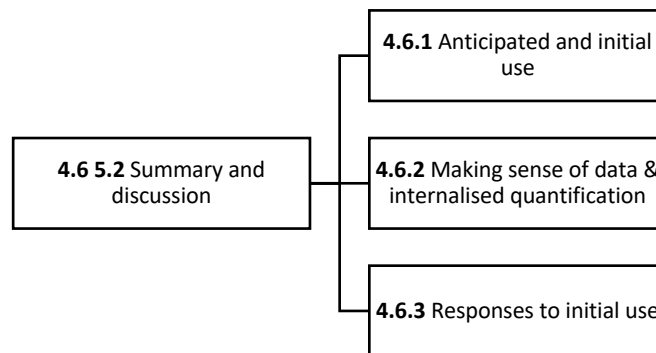 4.6.1 Anticipated and initial
use
4.6 5.2 Summary and
discussion
4.6.2 Making sense of data &
internalised quantification
4.6.3 Responses to initial use